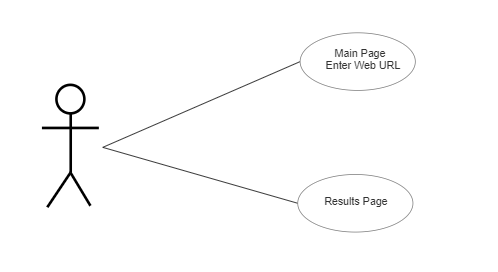 Main Page
Enter Web URL
Results Page